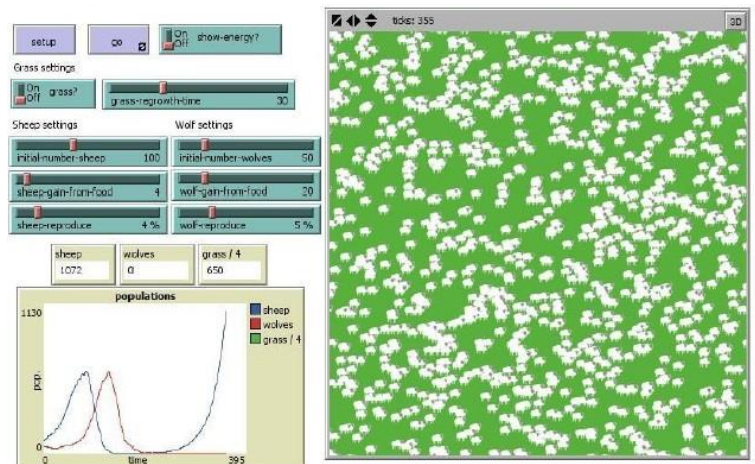 setup
go
On
Off
show-energy?
ticks: 355
3D
Grass settings
On
Off
grass?
grass-regrowth-time 30
Sheep settings
Wolf settings
initial-number-sheep 100
initial-number-wolves 50
sheep-gain-from-food 4
wolf-gain-from-food 20
sheep-reproduce 4 %
wolf-reproduce 5 %
sheep
1072
wolves
0
grass / 4
650
populations
1130
pop.
0
0
time
395
sheep
wolves
grass / 4